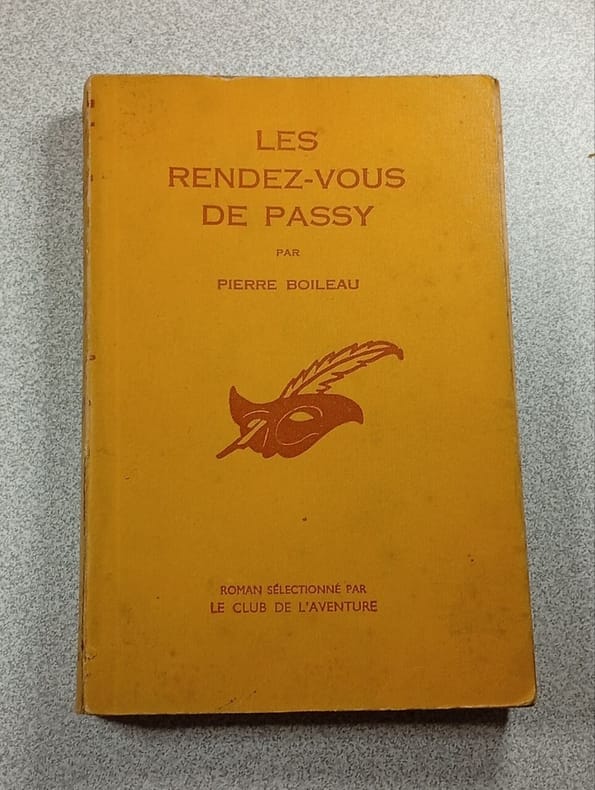 LES
RENDEZ-VOUS
DE PASSY
PAR
PIERRE BOILEAU
ROMAN SÉLECTIONNÉ PAR
LE CLUB DE L'AVENTURE